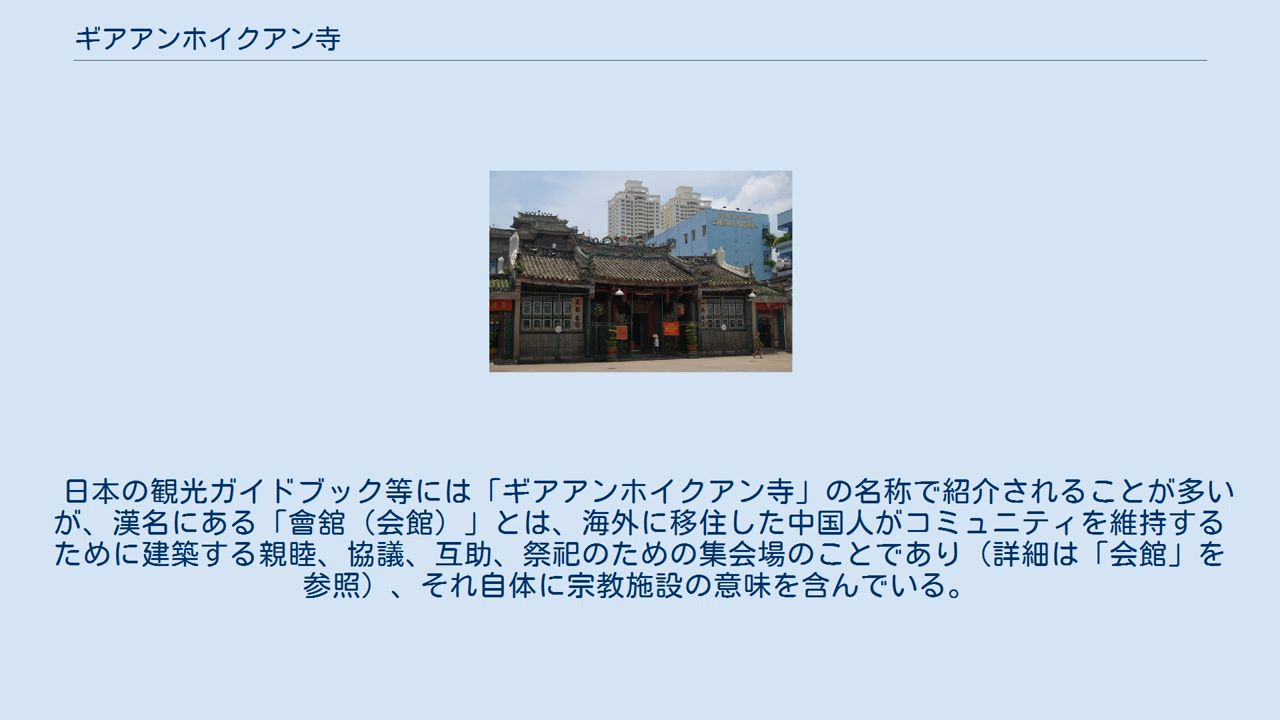 ギアアンホイクアン寺
日本の観光ガイドブック等には「ギアアンホイクアン寺」の名称で紹介されることが多い
が、漢名にある「會舘（会館）」とは、海外に移住した中国人がコミュニティを維持する
ために建築する親睦、協議、互助、祭祀のための集会場のことであり（詳細は「会館」を
参照）、それ自体に宗教施設の意味を含んでいる。